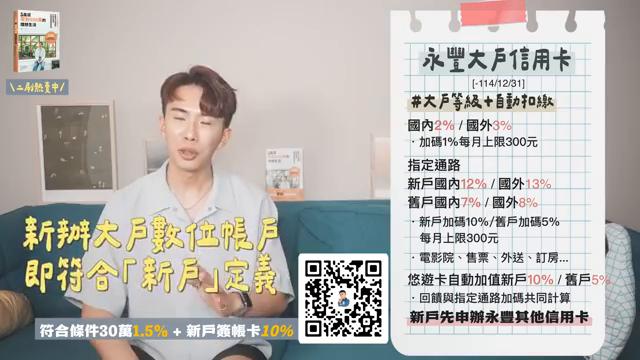 \二刷熱賣中/
新辦大戶數位帳戶
即符合「新戶」定義
符合條件30萬1.5% + 新戶簽帳卡10%
永豐大戶信用卡
[-114/12/31]
#大戶等級+自動扣繳
國內2% / 國外3%
·加碼1%每月上限300元
指定通路
新戶國內12% / 國外13%
舊戶國內7% / 國外8%
·新戶加碼10%/舊戶加碼5%
每月上限300元
·電影院、售票、外送、訂房...
悠遊卡自動加值新戶10% / 舊戶5%
·回饋與指定通路加碼共同計算
新戶先申辦永豐其他信用卡